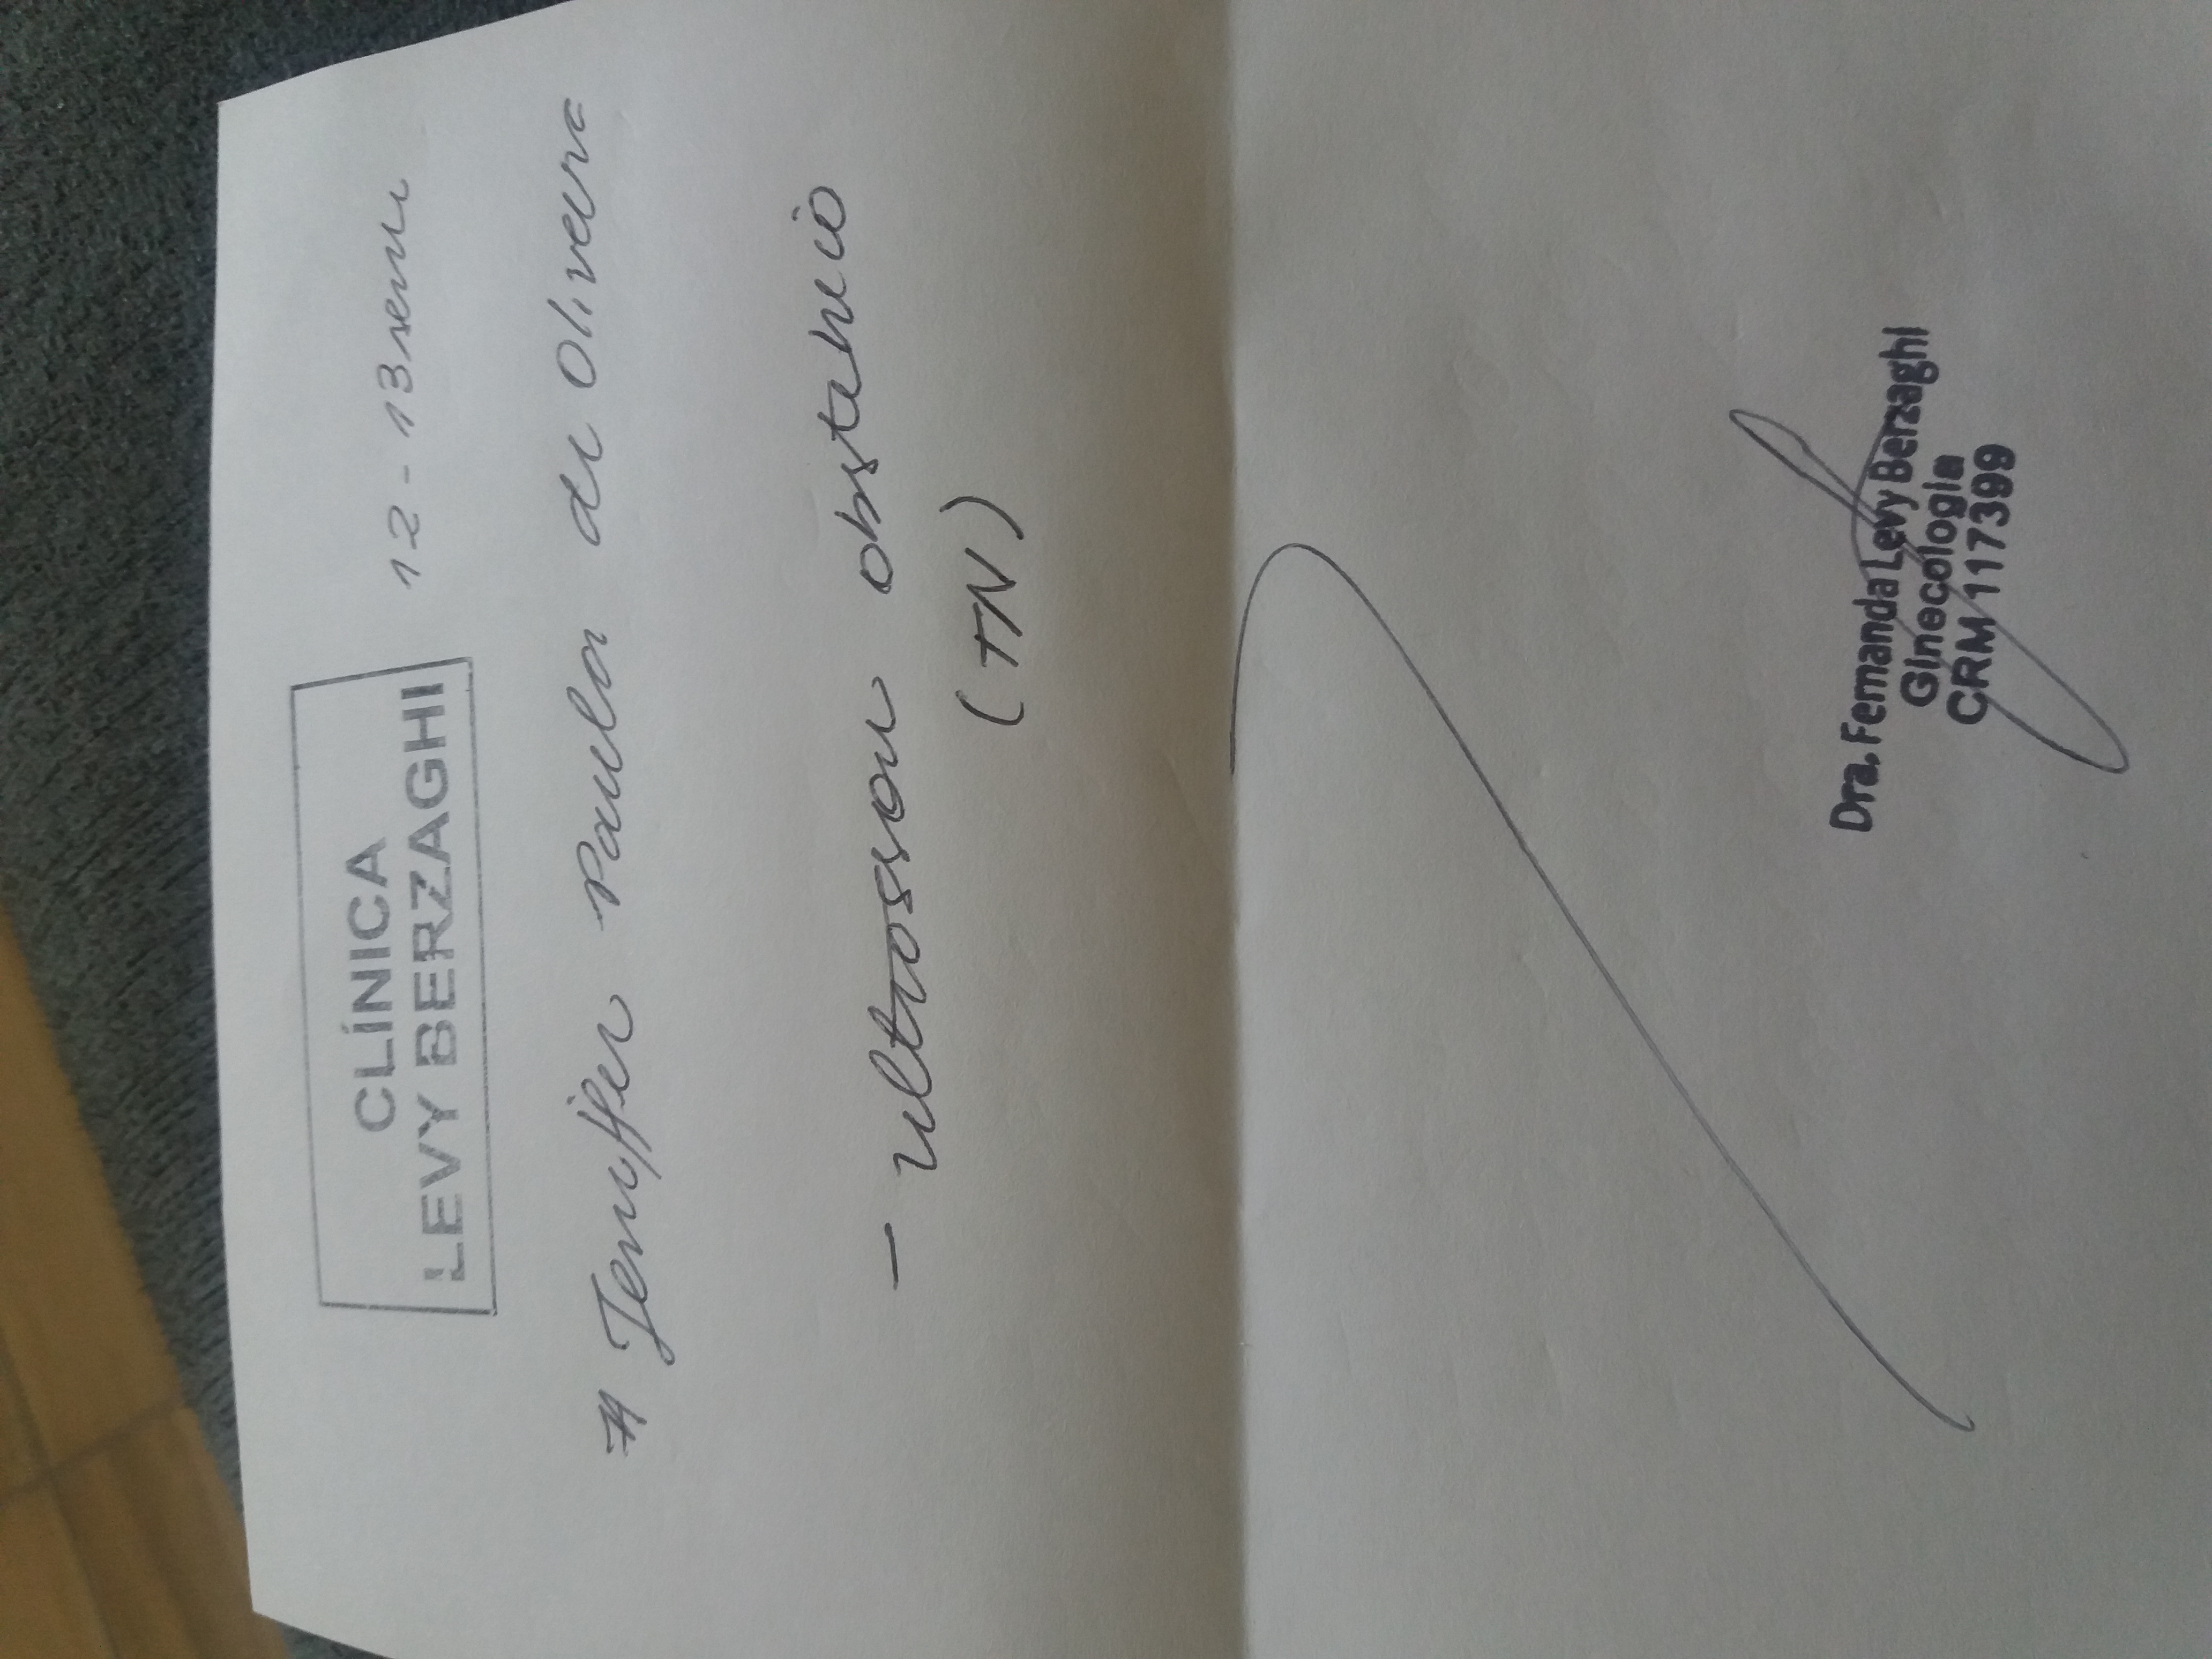 CLÍNICA
LEVY BERZAGHI
12 - 13 sem
# Jeniffer Paula de Oliveira
- ultrassom obstétrico
(TN)
Dra. Fernanda Levy Berzaghi
Ginecologia
CRM 117399